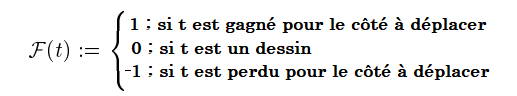 1 ; si t est gagné pour le côté à déplacer
F(t) := { 0 ; si t est un dessin
-1 ; si t est perdu pour le côté à déplacer